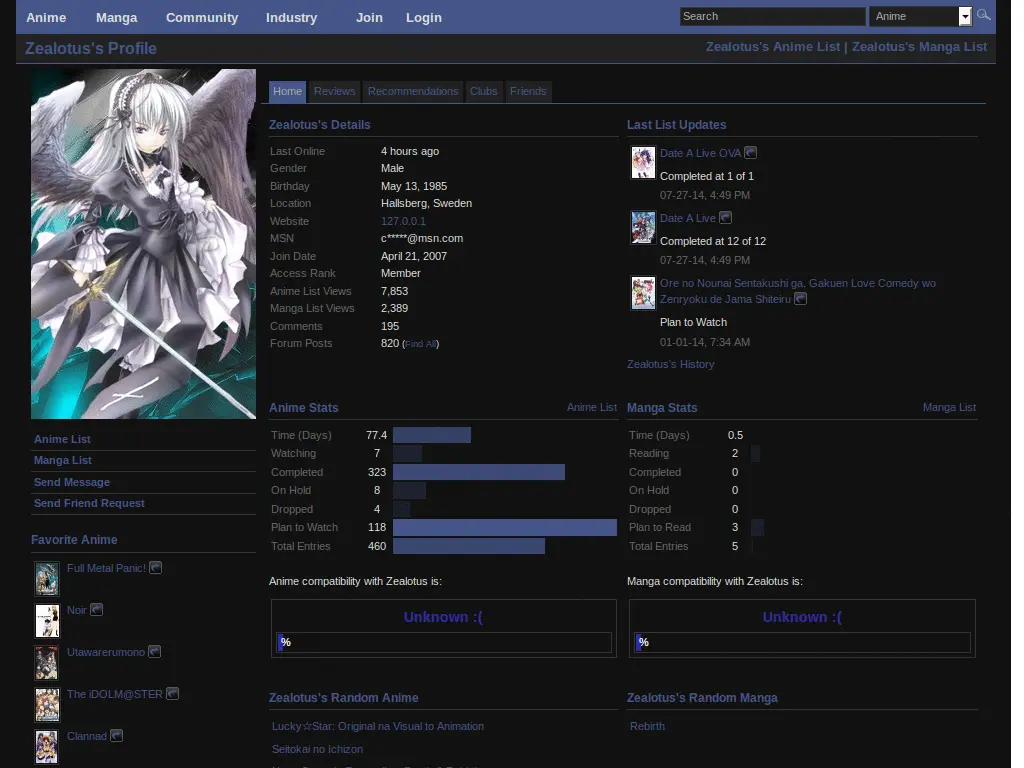 Anime Manga Community Industry Join Login Search Anime
Zealotus's Profile
Zealotus's Anime List | Zealotus's Manga List
Home Reviews Recommendations Clubs Friends
Zealotus's Details
Last Online 4 hours ago
Gender Male
Birthday May 13, 1985
Location Hallsberg, Sweden
Website 127.0.0.1
MSN c*****@msn.com
Join Date April 21, 2007
Access Rank Member
Anime List Views 7,853
Manga List Views 2,389
Comments 195
Forum Posts 820 (Find All)
Last List Updates
Date A Live OVA
Completed at 1 of 1
07-27-14, 4:49 PM
Date A Live
Completed at 12 of 12
07-27-14, 4:49 PM
Ore no Nounai Sentakushi ga, Gakuen Love Comedy wo
Zenryoku de Jama Shiteiru
Plan to Watch
01-01-14, 7:34 AM
Zealotus's History
Anime List
Manga List
Send Message
Send Friend Request
Favorite Anime
Full Metal Panic!
Noir
Utawarerumono
The iDOLM@STER
Clannad
Anime Stats Anime List
Time (Days) 77.4
Watching 7
Completed 323
On Hold 8
Dropped 4
Plan to Watch 118
Total Entries 460
Manga Stats Manga List
Time (Days) 0.5
Reading 2
Completed 0
On Hold 0
Dropped 0
Plan to Read 3
Total Entries 5
Anime compatibility with Zealotus is:
Unknown :(
%
Manga compatibility with Zealotus is:
Unknown :(
%
Zealotus's Random Anime
Lucky☆Star: Original na Visual to Animation
Seitokai no Ichizon
Zealotus's Random Manga
Rebirth